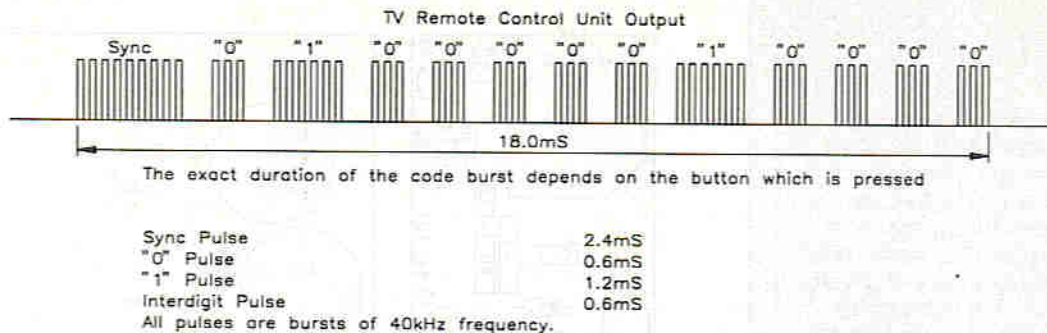 TV Remote Control Unit Output
Sync "0" "1" "0" "0" "0" "0" "0" "1" "0" "0" "0" "0"
18.0mS
The exact duration of the code burst depends on the button which is pressed
Sync Pulse 2.4mS
"0" Pulse 0.6mS
"1" Pulse 1.2mS
Interdigit Pulse 0.6mS
All pulses are bursts of 40kHz frequency.